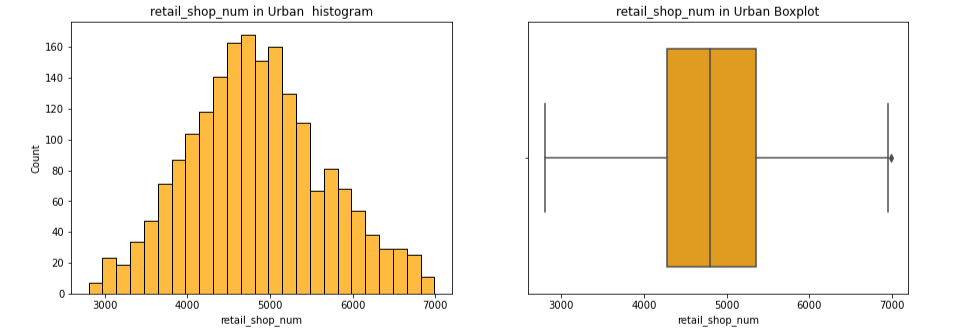 retail_shop_num in Urban  histogram
160
140
120
100
80
60
40
20
0
Count
3000 4000 5000 6000 7000
retail_shop_num
retail_shop_num in Urban Boxplot
3000 4000 5000 6000 7000
retail_shop_num